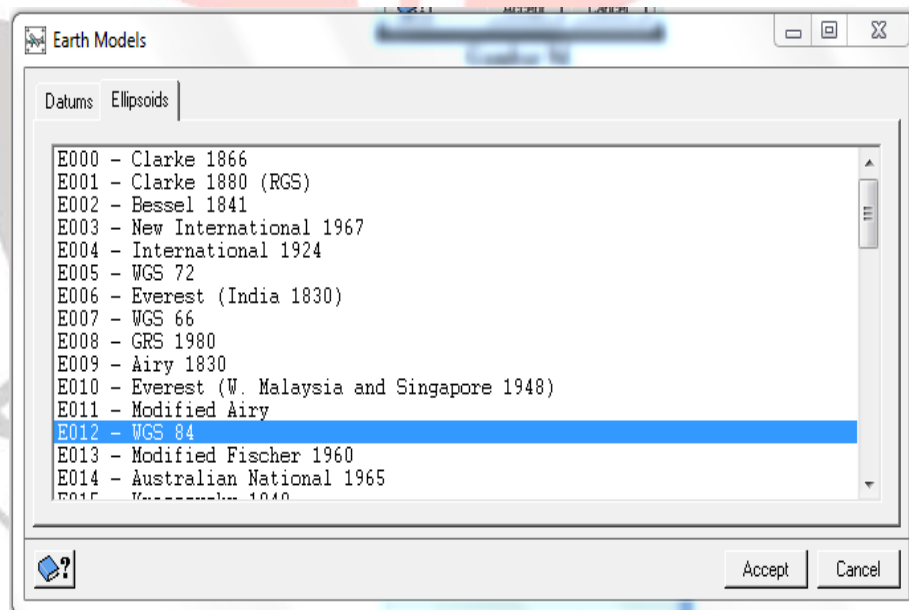 Accept Cancel
Earth Models
Datums Ellipsoids
E000 - Clarke 1866
E001 - Clarke 1880 (RGS)
E002 - Bessel 1841
E003 - New International 1967
E004 - International 1924
E005 - WGS 72
E006 - Everest (India 1830)
E007 - WGS 66
E008 - GRS 1980
E009 - Airy 1830
E010 - Everest (W. Malaysia and Singapore 1948)
E011 - Modified Airy
E012 - WGS 84
E013 - Modified Fischer 1960
E014 - Australian National 1965
E015 -
? Accept Cancel